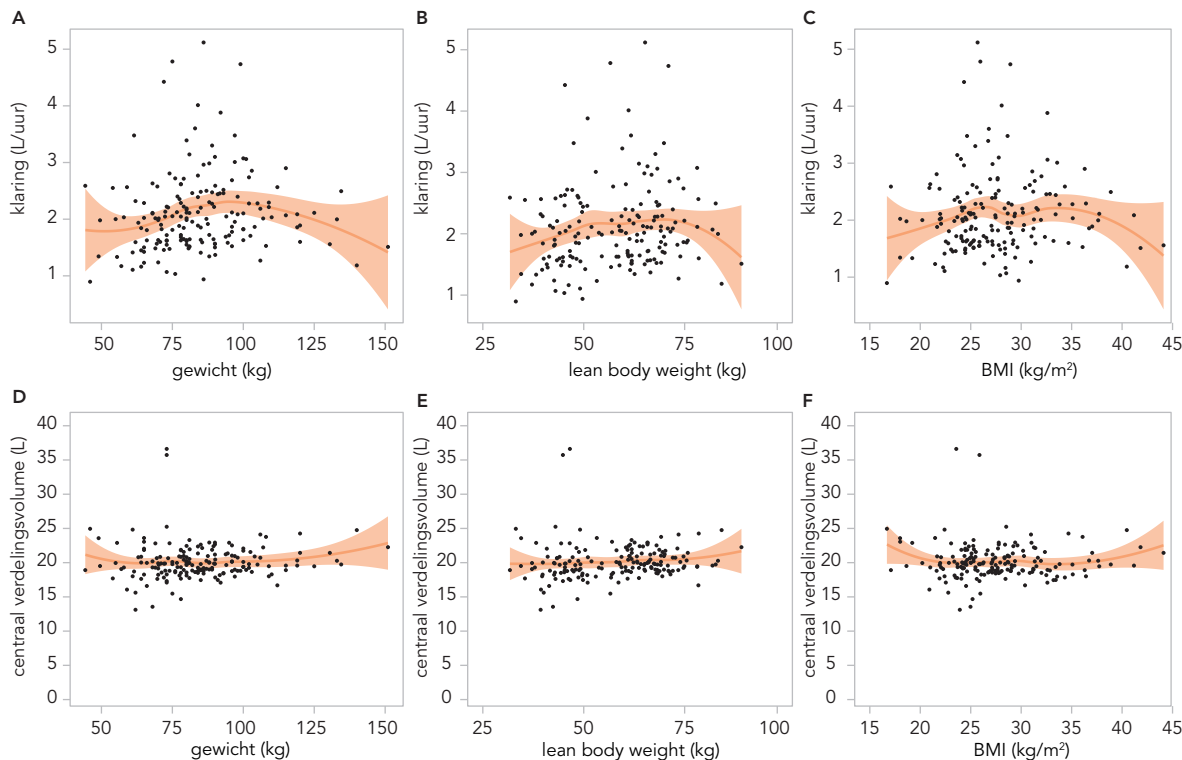 A
klaring (L/uur)
5
4
3
2
1
50 75 100 125 150
gewicht (kg)
B
klaring (L/uur)
5
4
3
2
1
25 50 75 100
lean body weight (kg)
C
klaring (L/uur)
5
4
3
2
1
15 20 25 30 35 40 45
BMI (kg/m²)
D
centraal verdelingsvolume (L)
40
35
30
25
20
15
10
5
0
50 75 100 125 150
gewicht (kg)
E
centraal verdelingsvolume (L)
40
35
30
25
20
15
10
5
0
25 50 75 100
lean body weight (kg)
F
centraal verdelingsvolume (L)
40
35
30
25
20
15
10
5
0
15 20 25 30 35 40 45
BMI (kg/m²)